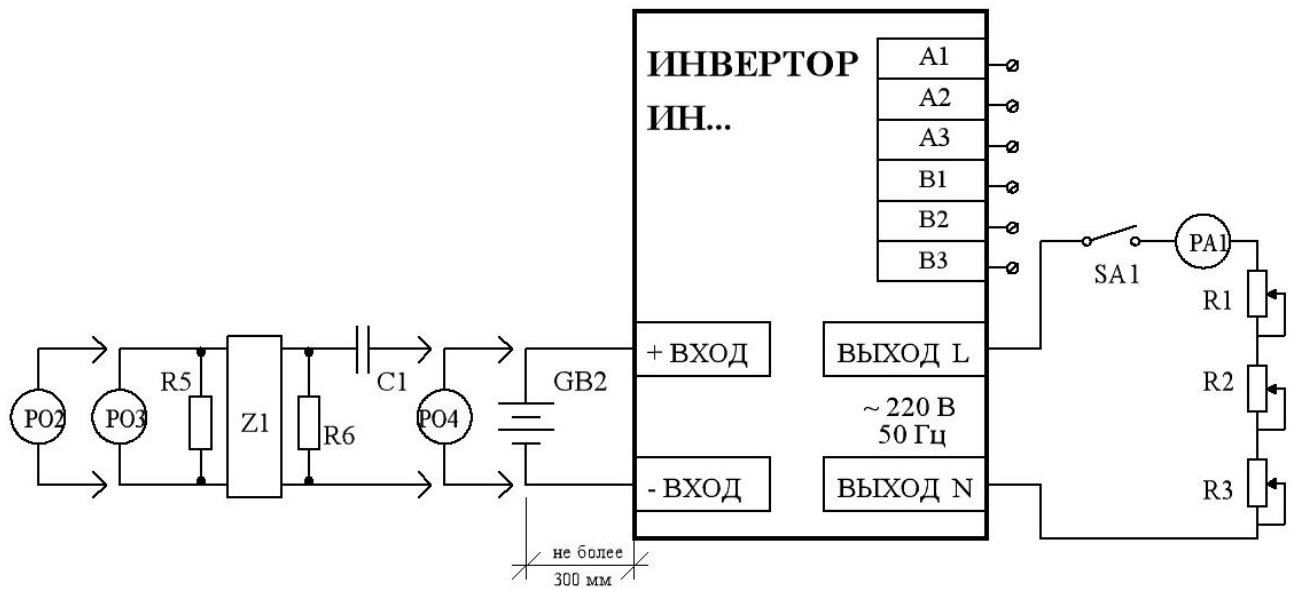 ИНВЕРТОР
ИН...
A1
A2
A3
B1
B2
B3
SA1
PA1
R1
R2
R3
+ ВХОД
ВЫХОД L
~ 220 В
50 Гц
- ВХОД
ВЫХОД N
PO2
PO3
R5
Z1
R6
C1
PO4
GB2
не более
300 мм